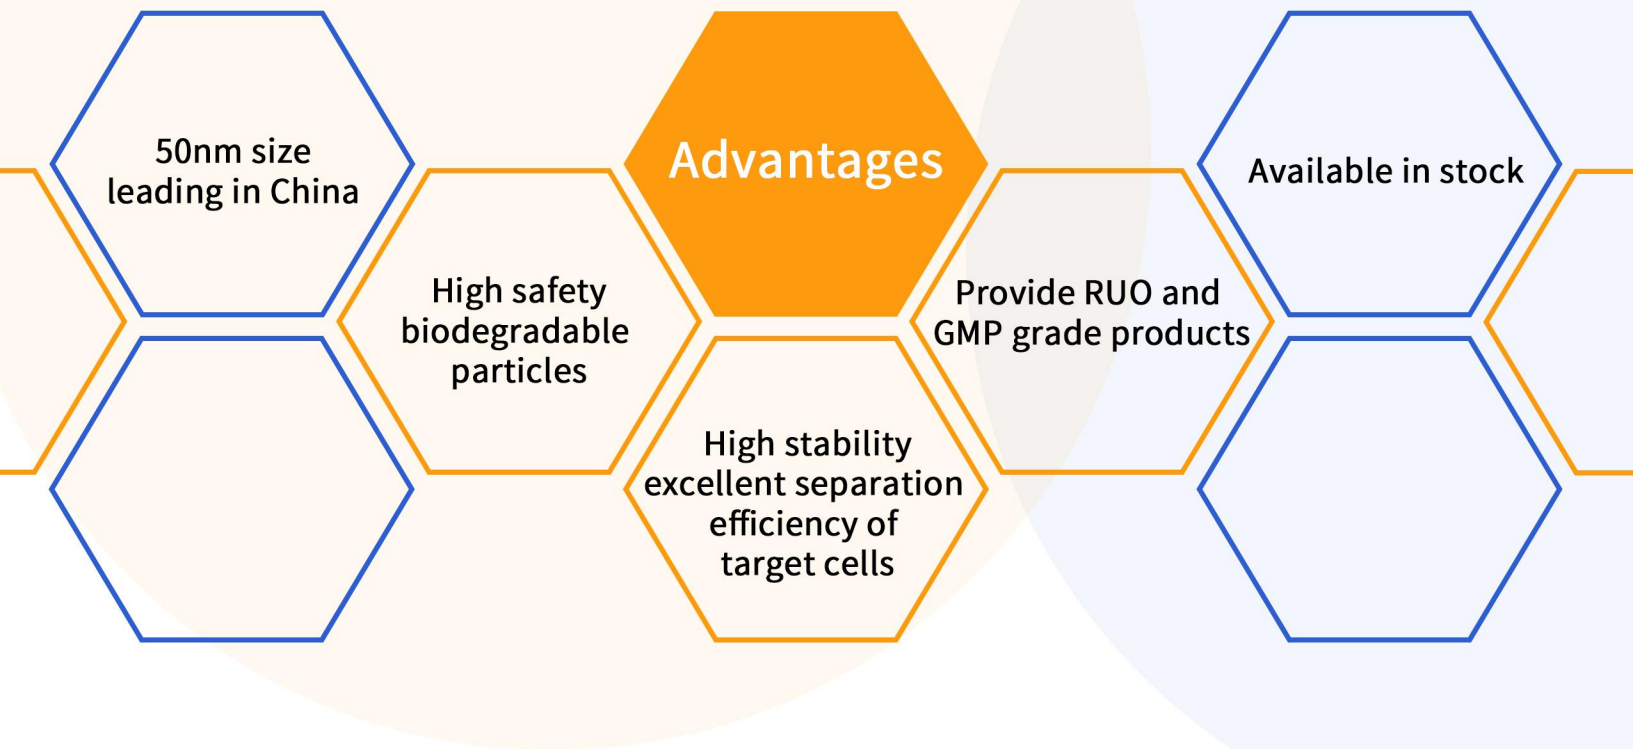 50nm size
leading in China
High safety
biodegradable
particles
Advantages
High stability
excellent separation
efficiency of
target cells
Provide RUO and
GMP grade products
Available in stock